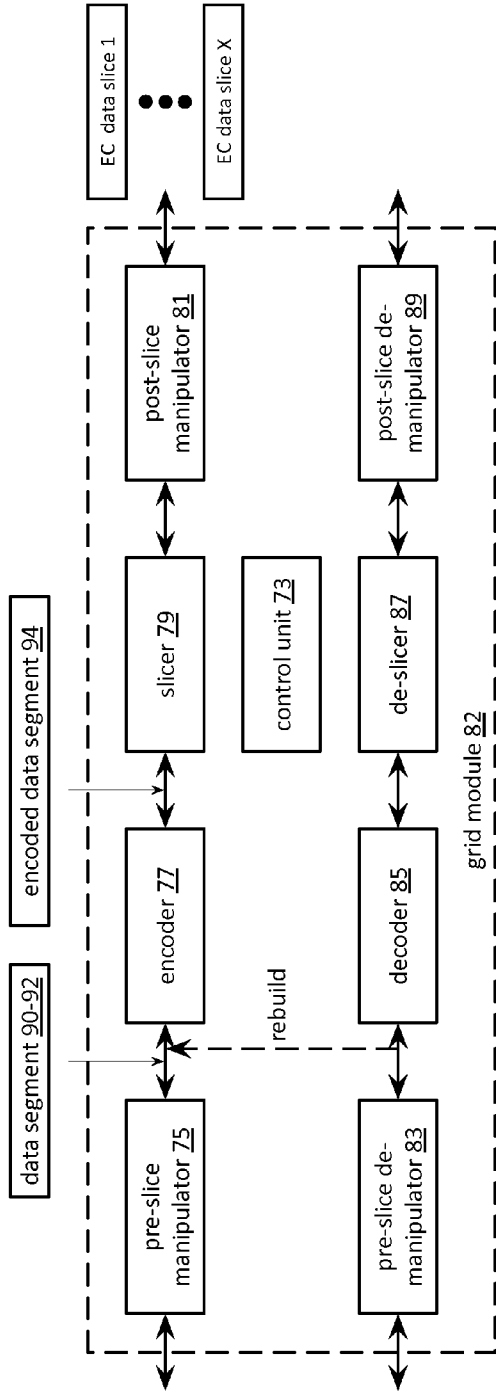 data segment 90-92
encoded data segment 94
EC data slice 1
EC data slice X
pre-slice
manipulator 75
encoder 77
slicer 79
post-slice
manipulator 81
rebuild
control unit 73
pre-slice de-
manipulator 83
decoder 85
de-slicer 87
post-slice de-
manipulator 89
grid module 82